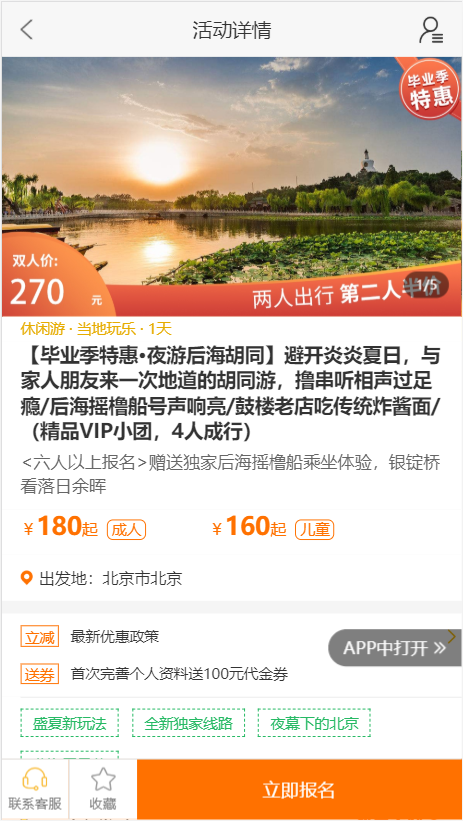 活动详情
毕业季
特惠
双人价:
270 元
两人出行 第二人半价
1/5
休闲游 · 当地玩乐 · 1天
【毕业季特惠•夜游后海胡同】避开炎炎夏日，与
家人朋友来一次地道的胡同游，撸串听相声过足
瘾/后海摇橹船号声响亮/鼓楼老店吃传统炸酱面/
（精品VIP小团，4人成行）
<六人以上报名>赠送独家后海摇橹船乘坐体验，银锭桥
看落日余晖
￥180起 成人 ￥160起 儿童
出发地：北京市北京
立减 最新优惠政策
APP中打开
送券 首次完善个人资料送100元代金券
盛夏新玩法 全新独家线路 夜幕下的北京
联系客服 收藏 立即报名